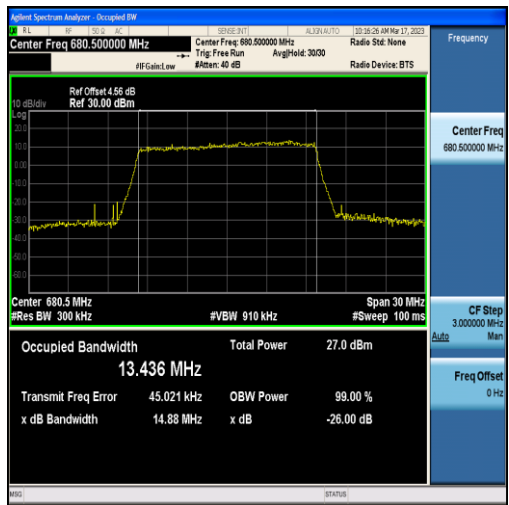 Agilent Spectrum Analyzer - Occupied BW
RL RF 50 Ω AC SENSE:INT ALIGN AUTO 10:16:26 AM Mar 17, 2023
Center Freq 680.500000 MHz
Center Freq: 680.500000 MHz
Radio Std: None
Trig: Free Run Avg|Hold: 30/30
#IFGain:Low
#Atten: 40 dB
Radio Device: BTS
Ref Offset 4.56 dB
10 dB/div Ref 30.00 dBm
Log
20.0
10.0
0.00
-10.0
-20.0
-30.0
-40.0
-50.0
-60.0
Center 680.5 MHz
Span 30 MHz
#Res BW 300 kHz
#VBW 910 kHz
#Sweep 100 ms
Occupied Bandwidth
Total Power 27.0 dBm
13.436 MHz
Transmit Freq Error 45.021 kHz
OBW Power 99.00 %
x dB Bandwidth 14.88 MHz
x dB -26.00 dB
Frequency
Center Freq
680.500000 MHz
CF Step
3.000000 MHz
Auto Man
Freq Offset
0 Hz
MSG
STATUS